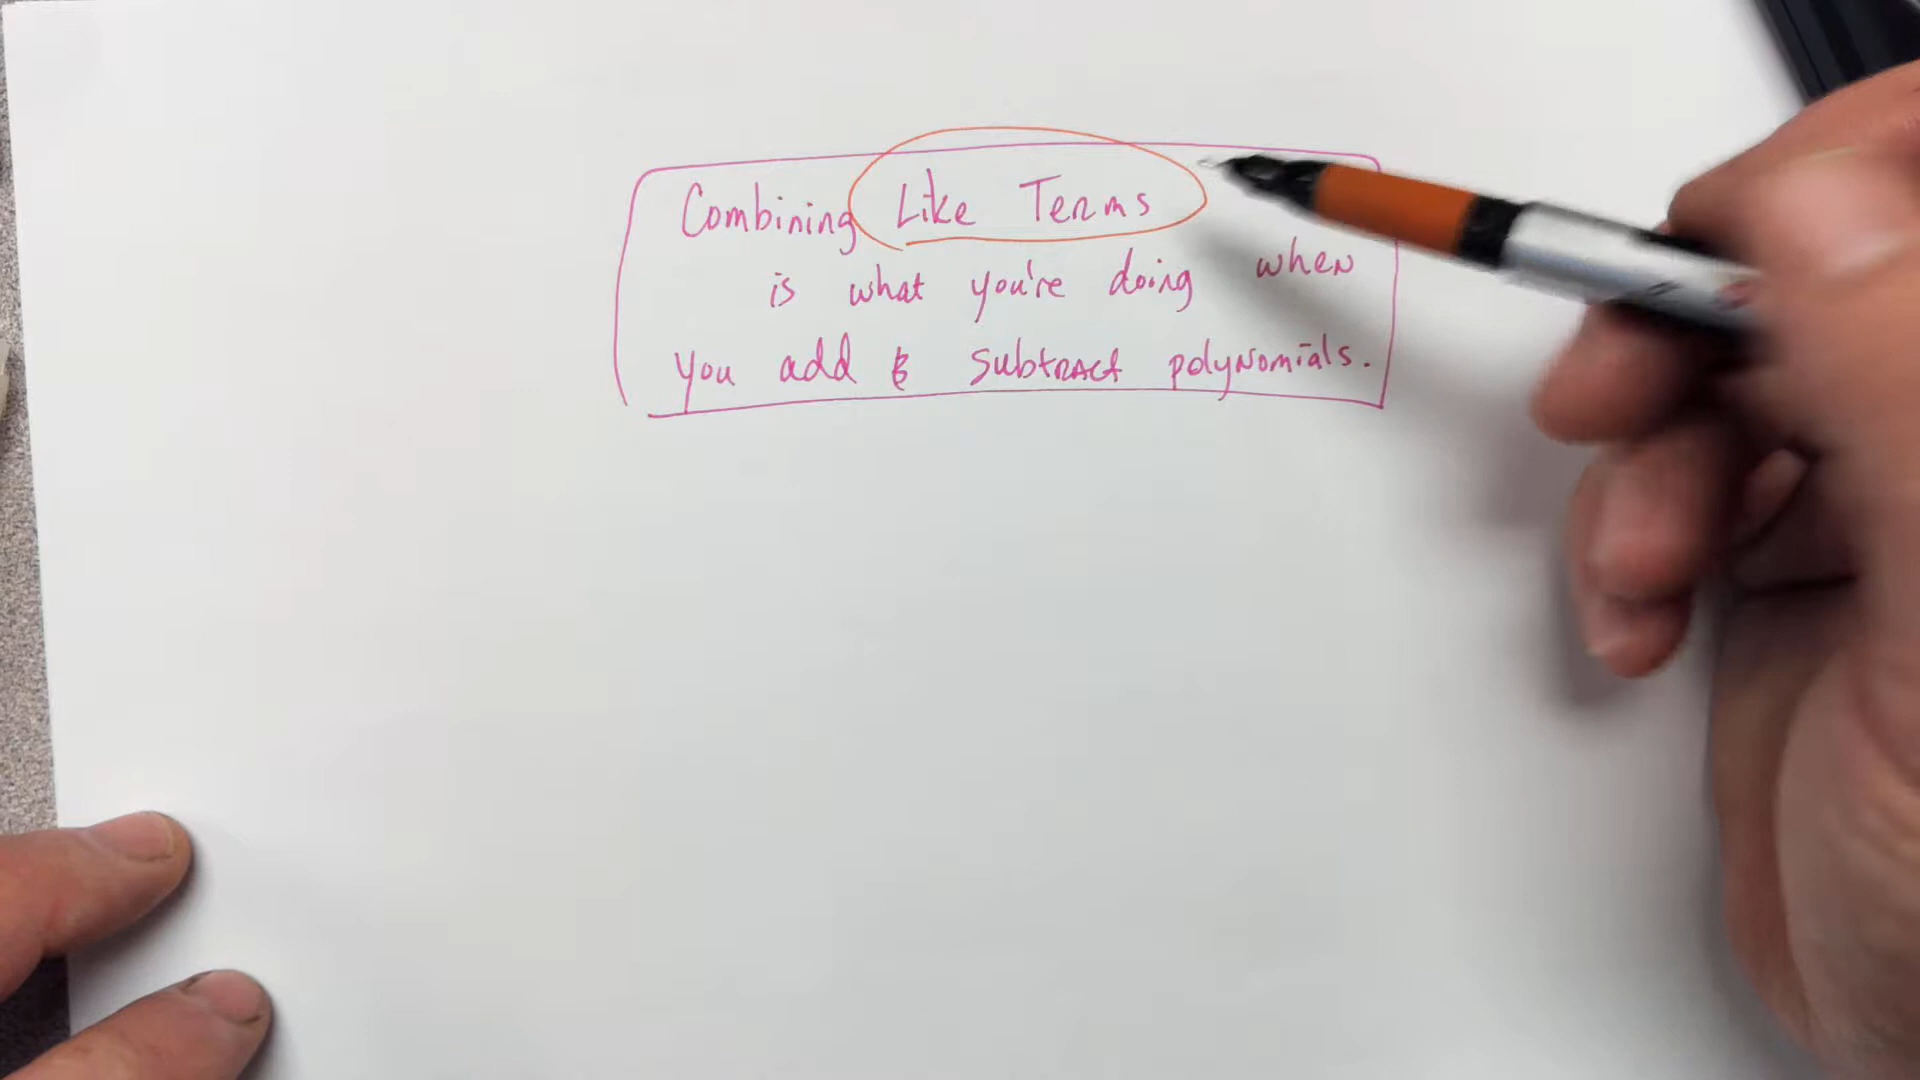 Combining Like Terms
is what you're doing when
you add & subtract polynomials.